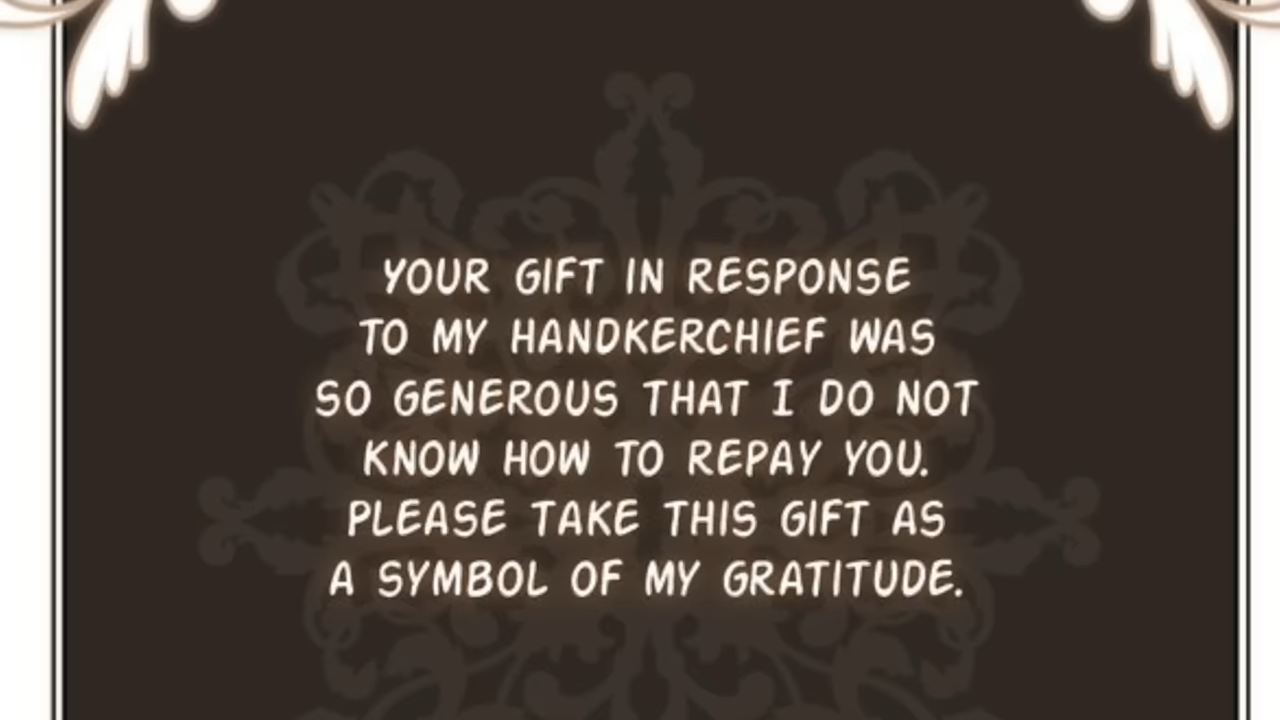 YOUR GIFT IN RESPONSE
TO MY HANDKERCHIEF WAS
SO GENEROUS THAT I DO NOT
KNOW HOW TO REPAY YOU.
PLEASE TAKE THIS GIFT AS
A SYMBOL OF MY GRATITUDE.